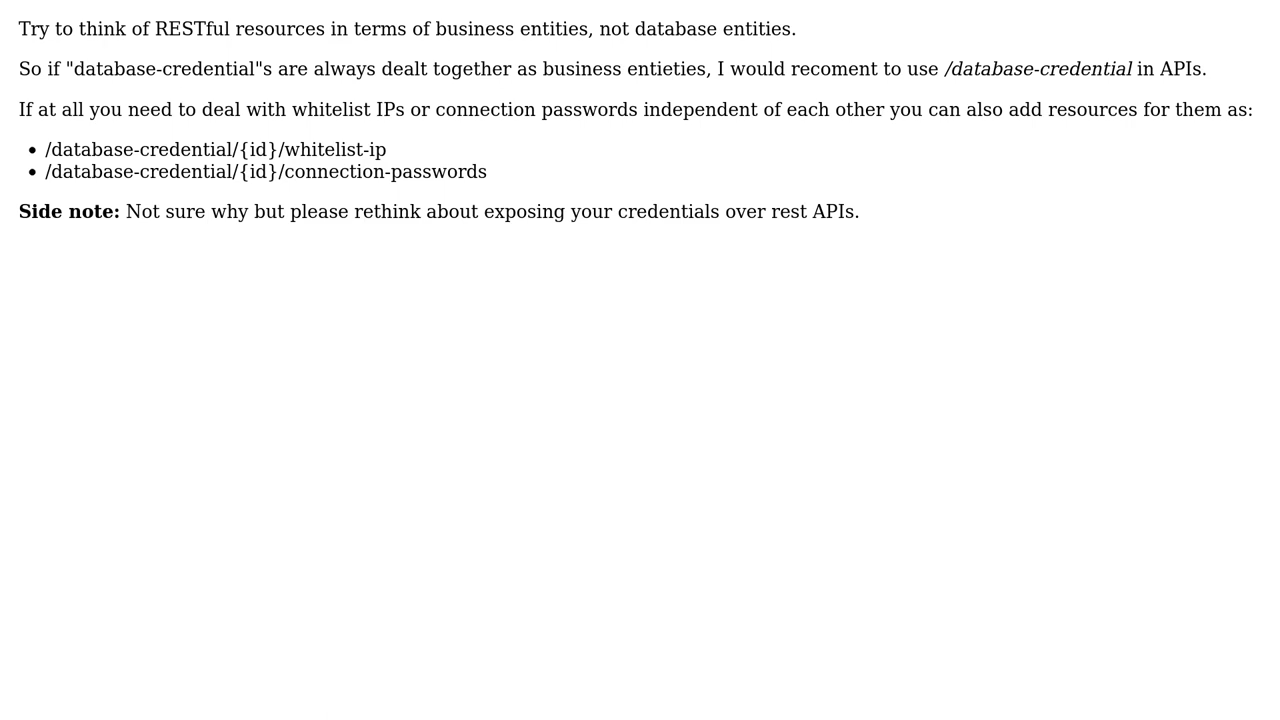 Try to think of RESTful resources in terms of business entities, not database entities.
So if "database-credential"s are always dealt together as business entieties, I would recoment to use /database-credential in APIs.
If at all you need to deal with whitelist IPs or connection passwords independent of each other you can also add resources for them as:
• /database-credential/{id}/whitelist-ip
• /database-credential/{id}/connection-passwords
Side note: Not sure why but please rethink about exposing your credentials over rest APIs.